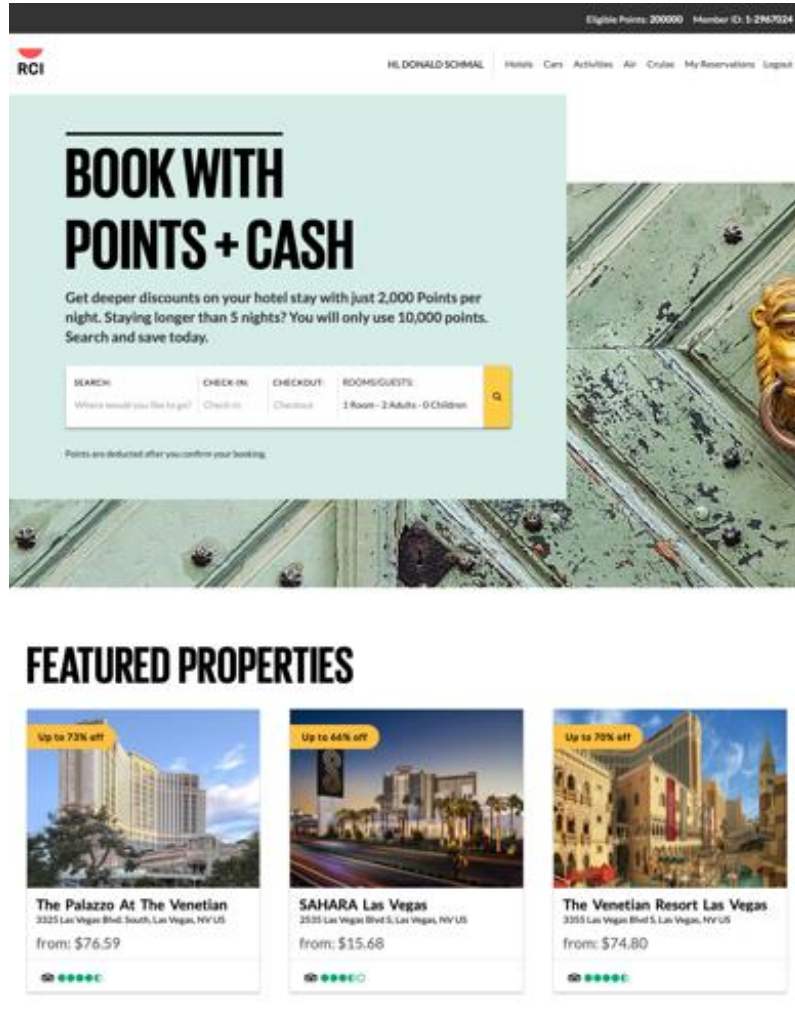 Eligible Points: 200000 Member ID: 5-2967024
RCI
HI, DONALD SCHMAL Hotels Cars Activities Air Cruise My Reservations Logout
BOOK WITH
POINTS + CASH
Get deeper discounts on your hotel stay with just 2,000 Points per
night. Staying longer than 5 nights? You will only use 10,000 points.
Search and save today.
SEARCH: CHECK-IN: CHECKOUT: ROOMS/GUESTS:
Where would you like to go? Check-in Checkout 1 Room - 2 Adults - 0 Children
Points are deducted after you confirm your booking.
FEATURED PROPERTIES
Up to 73% off Up to 66% off Up to 70% off
The Palazzo At The Venetian SAHARA Las Vegas The Venetian Resort Las Vegas
3325 Las Vegas Blvd. South, Las Vegas, NV US 2535 Las Vegas Blvd S, Las Vegas, NV US 3355 Las Vegas Blvd S, Las Vegas, NV US
from: $76.59 from: $15.68 from: $74.80